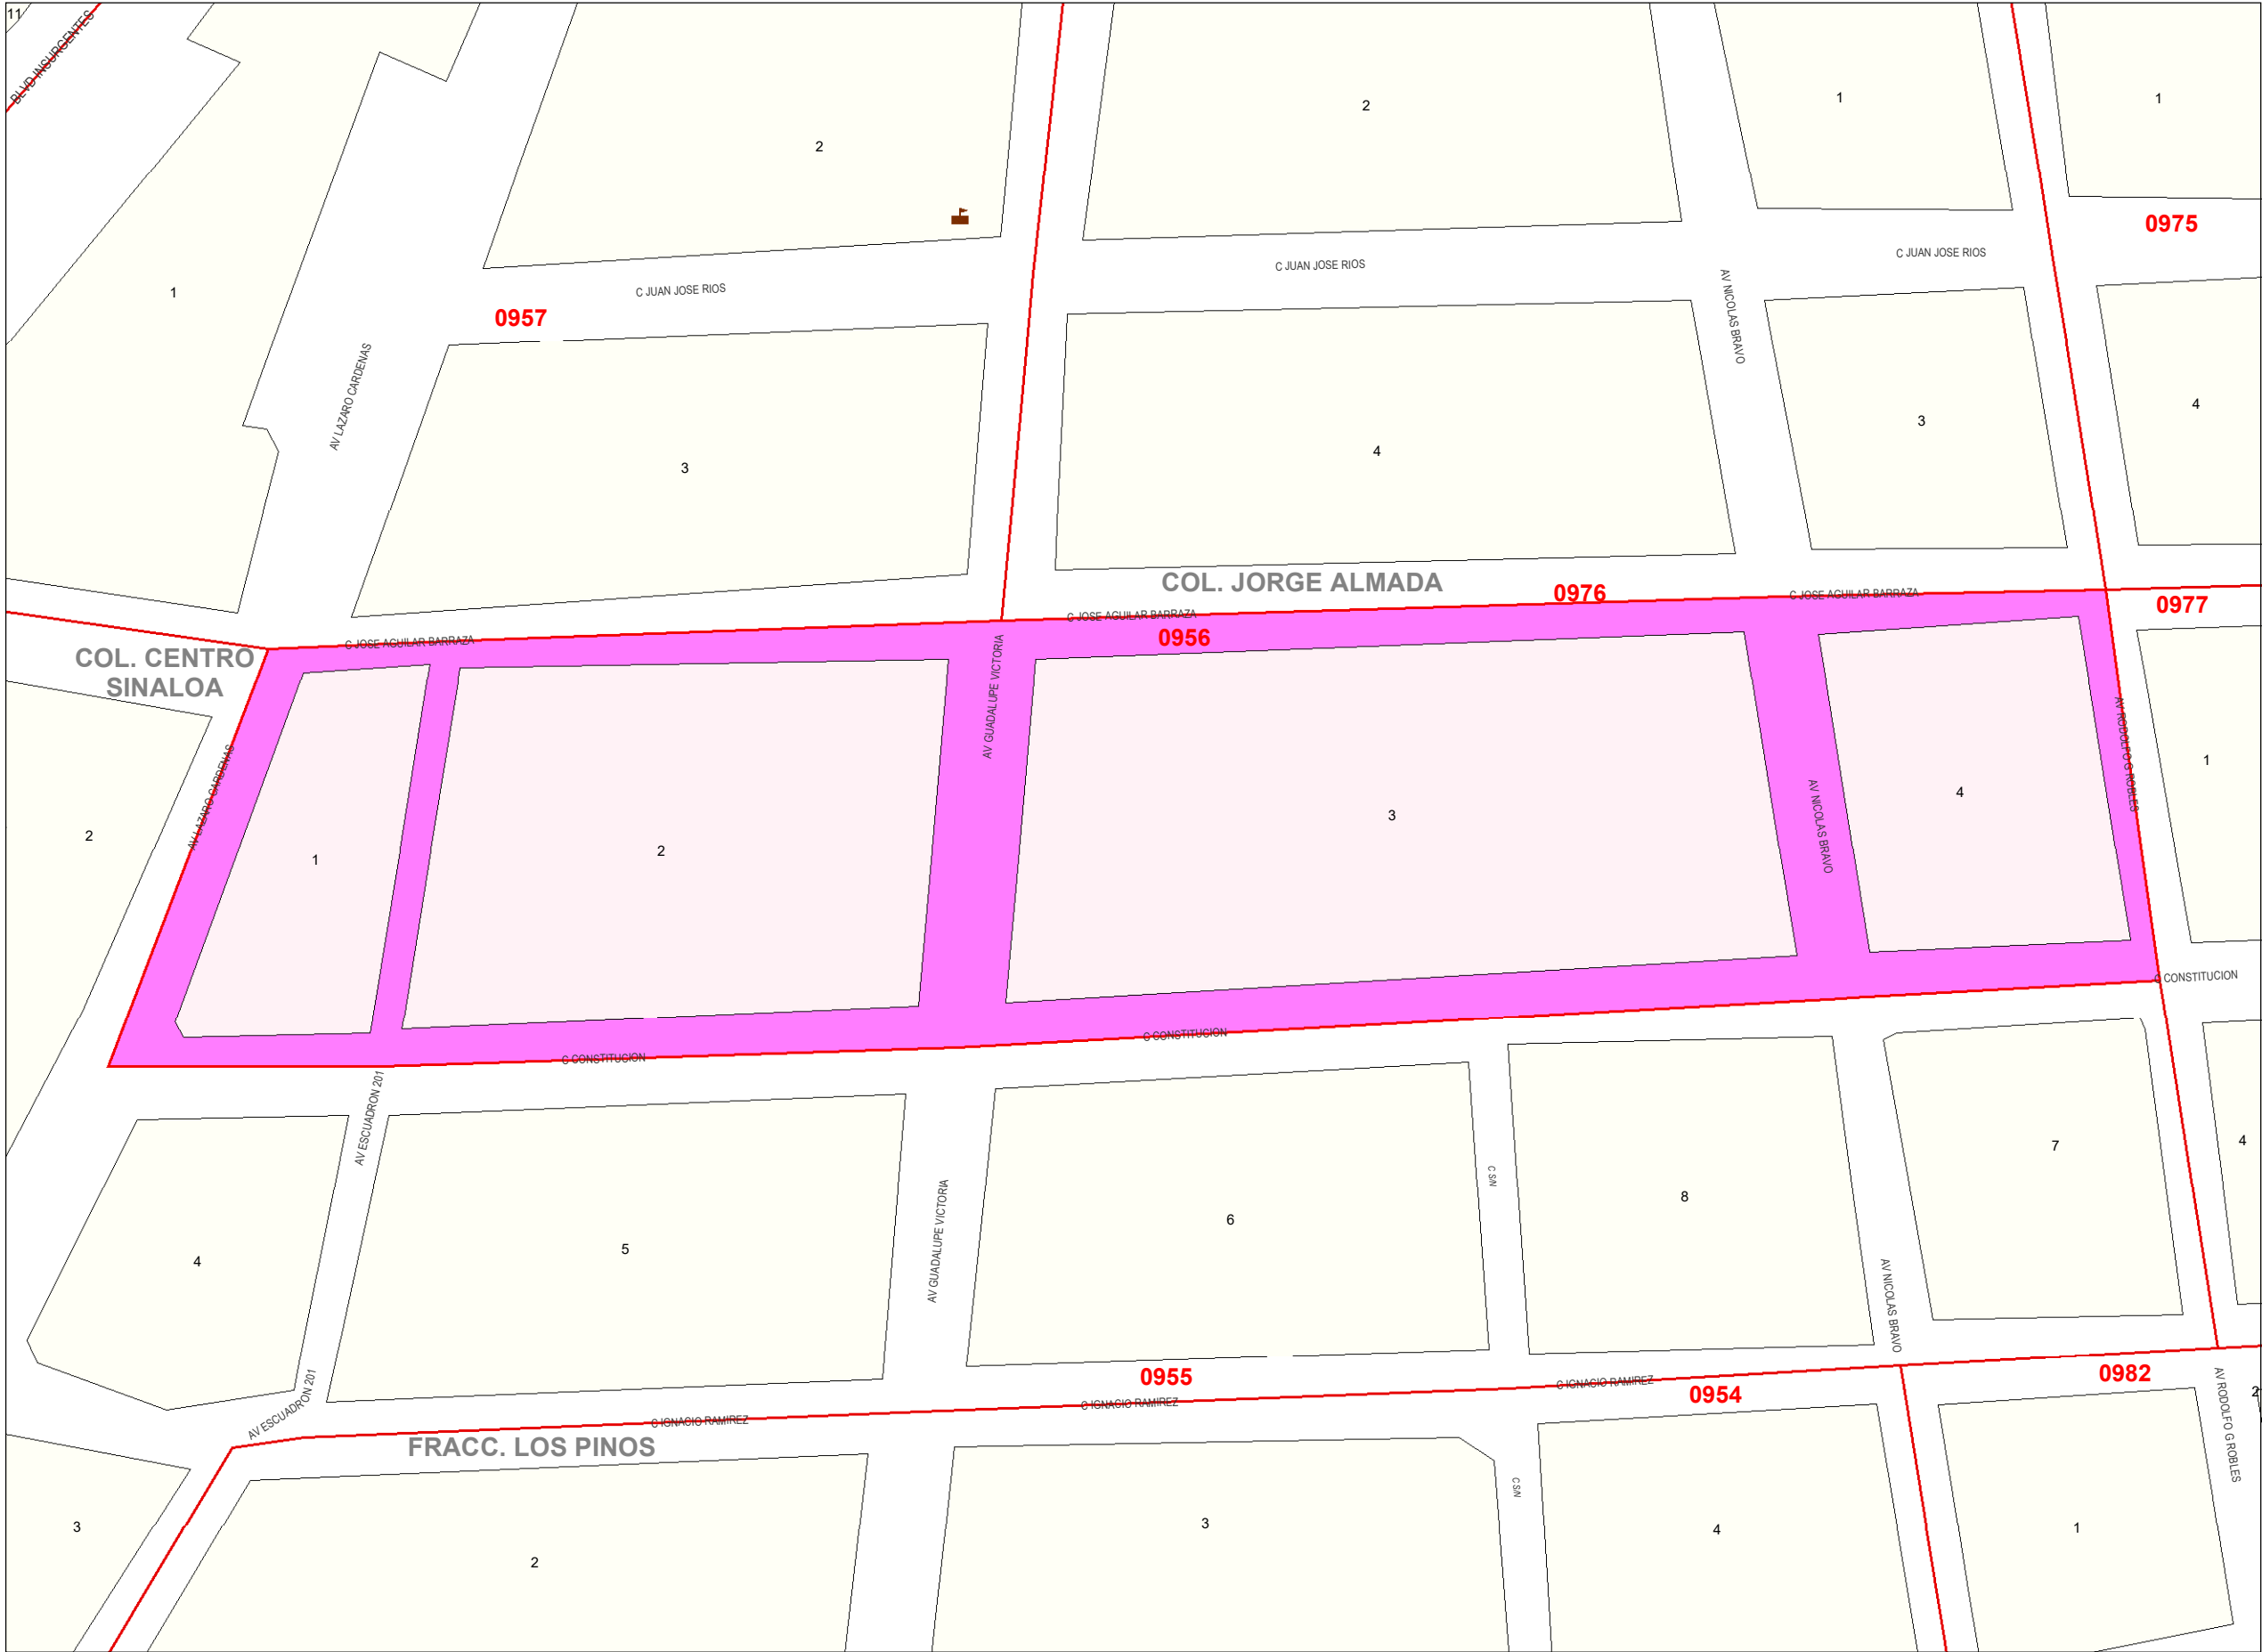 11
BLVD INSURGENTES
2
1
1
2
0975
C JUAN JOSE RIOS
C JUAN JOSE RIOS
C JUAN JOSE RIOS
1
0957
AV NICOLAS BRAVO
AV LAZARO CARDENAS
4
3
4
3
COL. JORGE ALMADA
0976
C JOSE AGUILAR BARRAZA
0977
C JOSE AGUILAR BARRAZA
0956
C JOSE AGUILAR BARRAZA
COL. CENTRO
SINALOA
AV GUADALUPE VICTORIA
AV RODOLFO G ROBLES
1
AV LAZARO CARDENAS
4
3
AV NICOLAS BRAVO
2
2
1
C CONSTITUCION
C CONSTITUCION
C CONSTITUCION
AV ESCUADRON 201
4
7
C S/N
8
6
AV GUADALUPE VICTORIA
5
4
AV NICOLAS BRAVO
0955
0982
C IGNACIO RAMIREZ
0954
2
C IGNACIO RAMIREZ
AV ESCUADRON 201
C IGNACIO RAMIREZ
AV RODOLFO G ROBLES
FRACC. LOS PINOS
C S/N
3
3
4
1
2